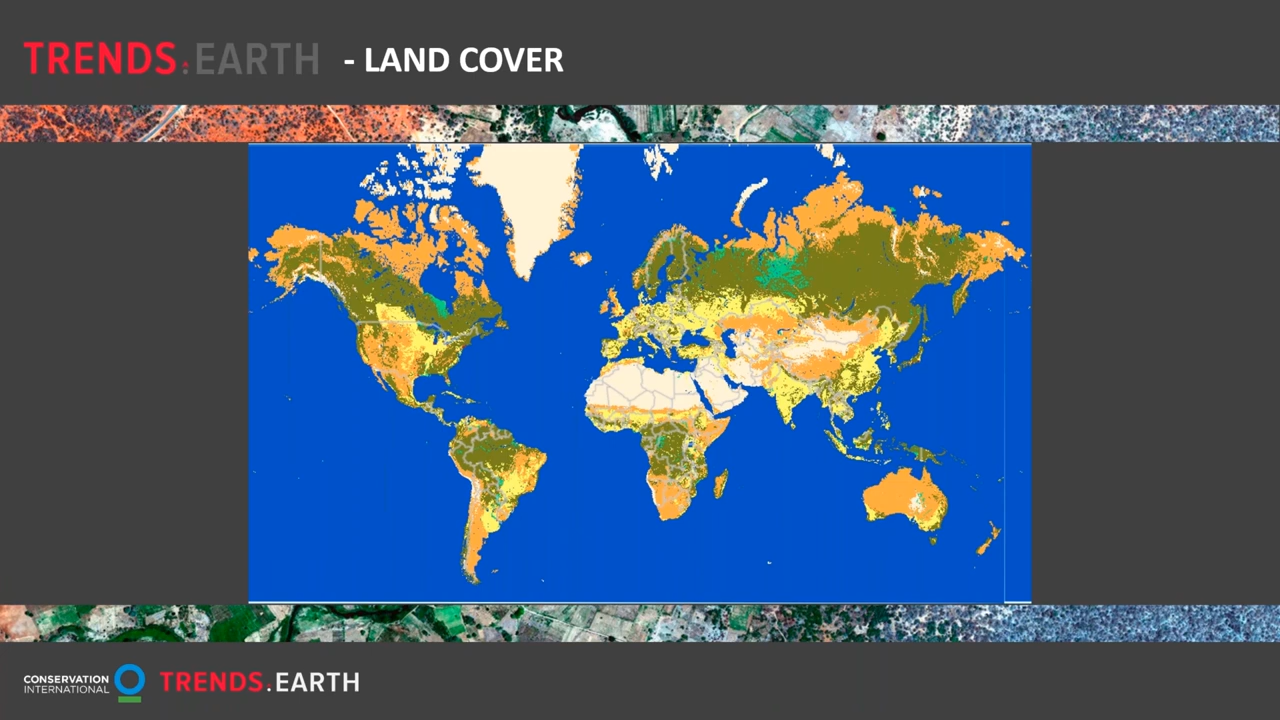 TRENDS.EARTH - LAND COVER
CONSERVATION
INTERNATIONAL
TRENDS.EARTH